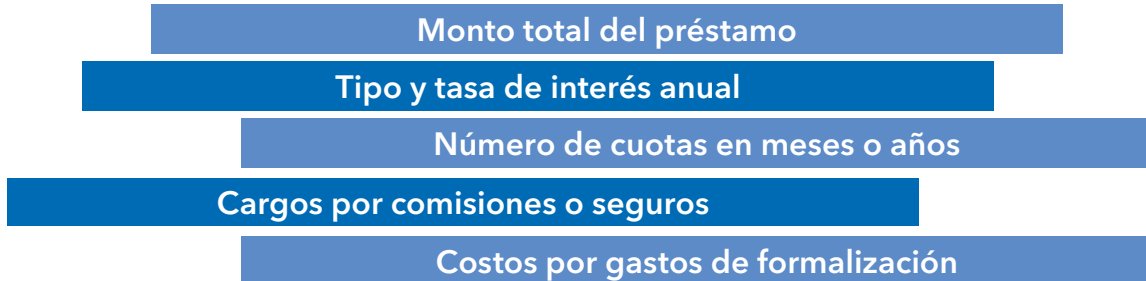 Monto total del préstamo
Tipo y tasa de interés anual
Número de cuotas en meses o años
Cargos por comisiones o seguros
Costos por gastos de formalización